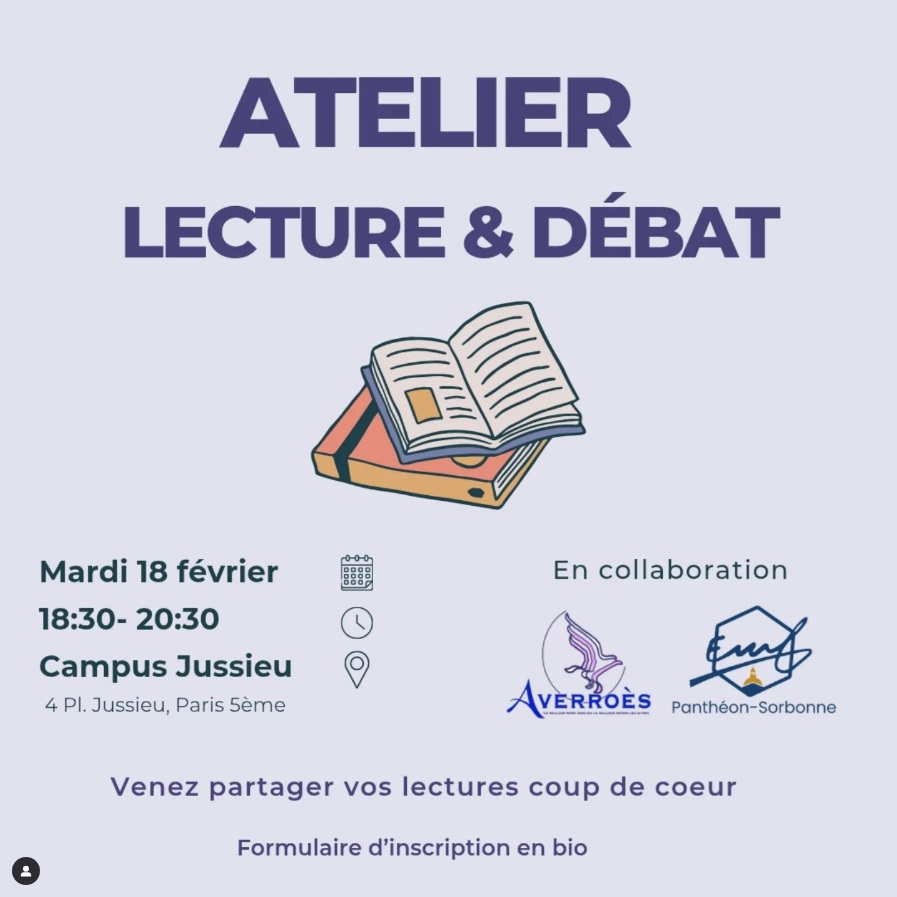 ATELIER
LECTURE & DÉBAT
Mardi 18 février
18:30- 20:30
Campus Jussieu
4 Pl. Jussieu, Paris 5ème
En collaboration
AVERROÈS
Emf
Panthéon-Sorbonne
Venez partager vos lectures coup de coeur
Formulaire d'inscription en bio